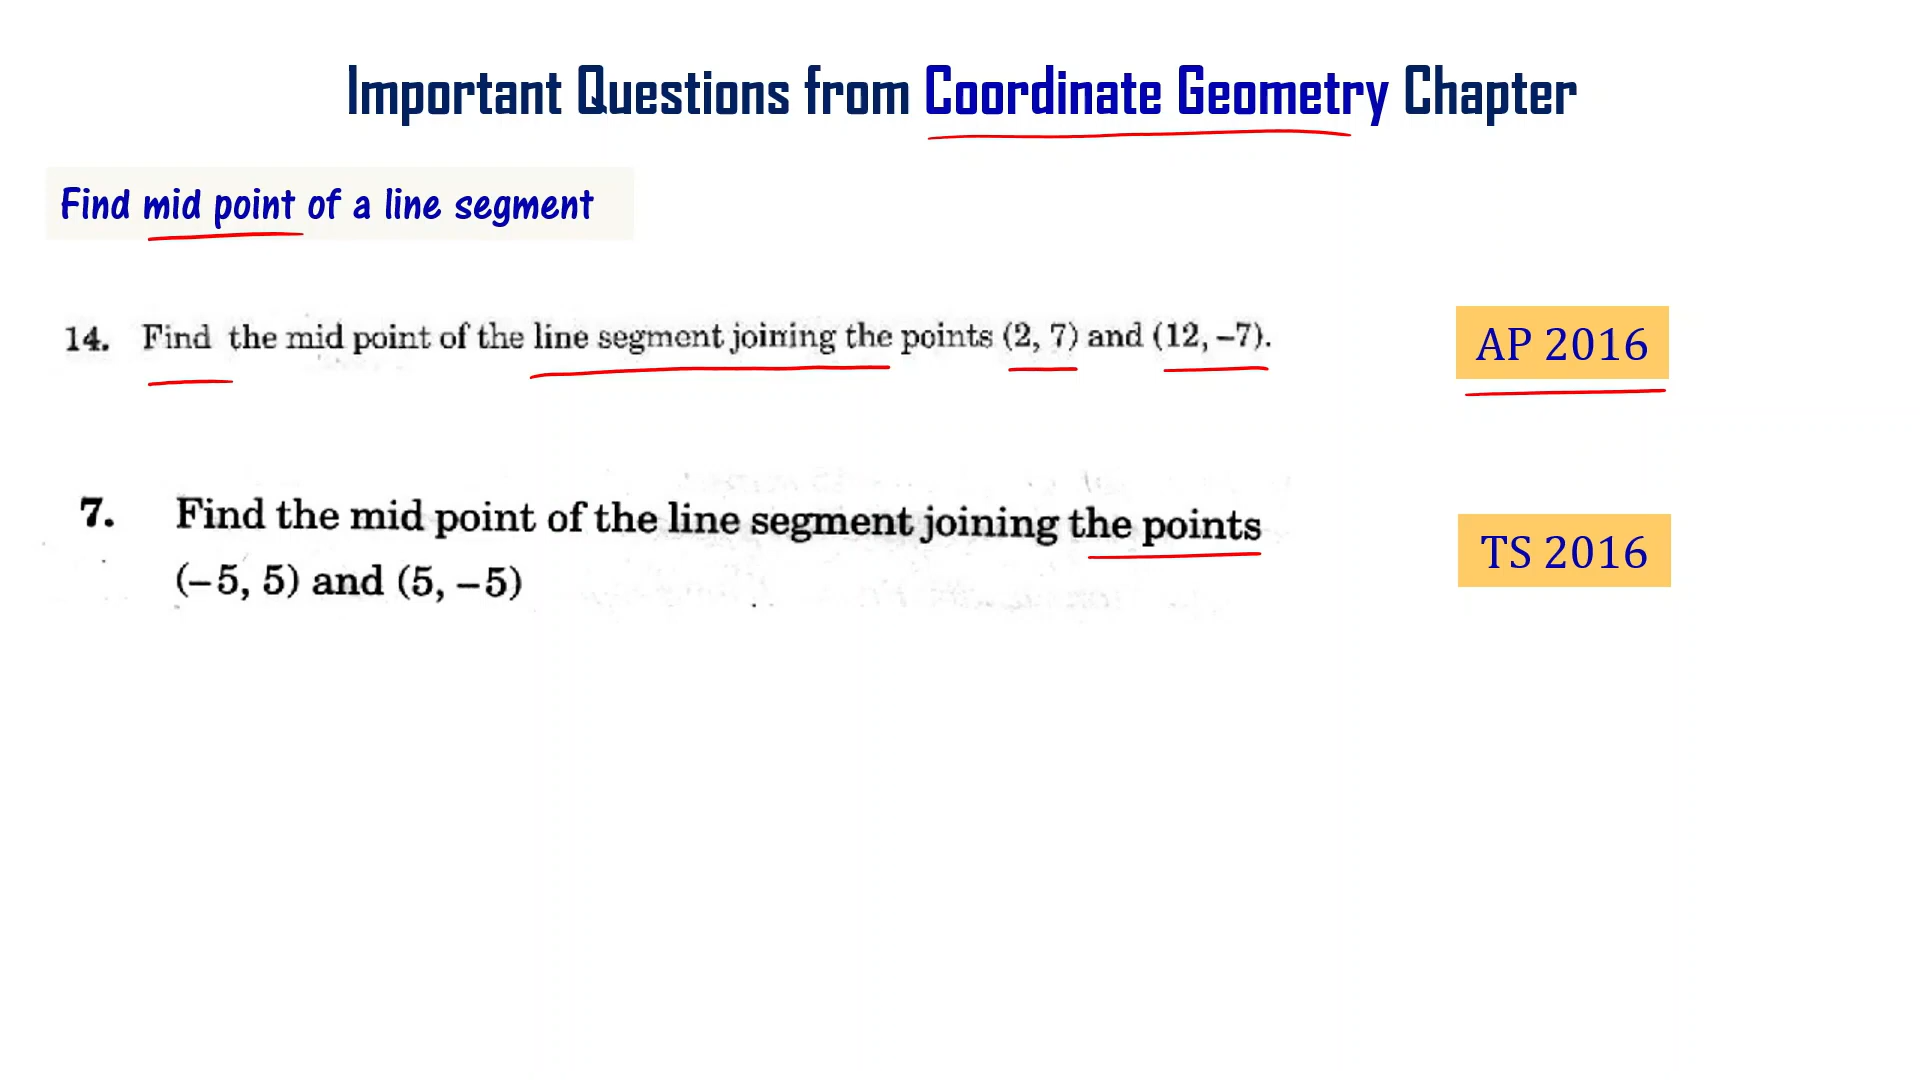 Important Questions from Coordinate Geometry Chapter
Find mid point of a line segment
14. Find the mid point of the line segment joining the points (2, 7) and (12, –7).
AP 2016
7. Find the mid point of the line segment joining the points
(–5, 5) and (5, –5)
TS 2016